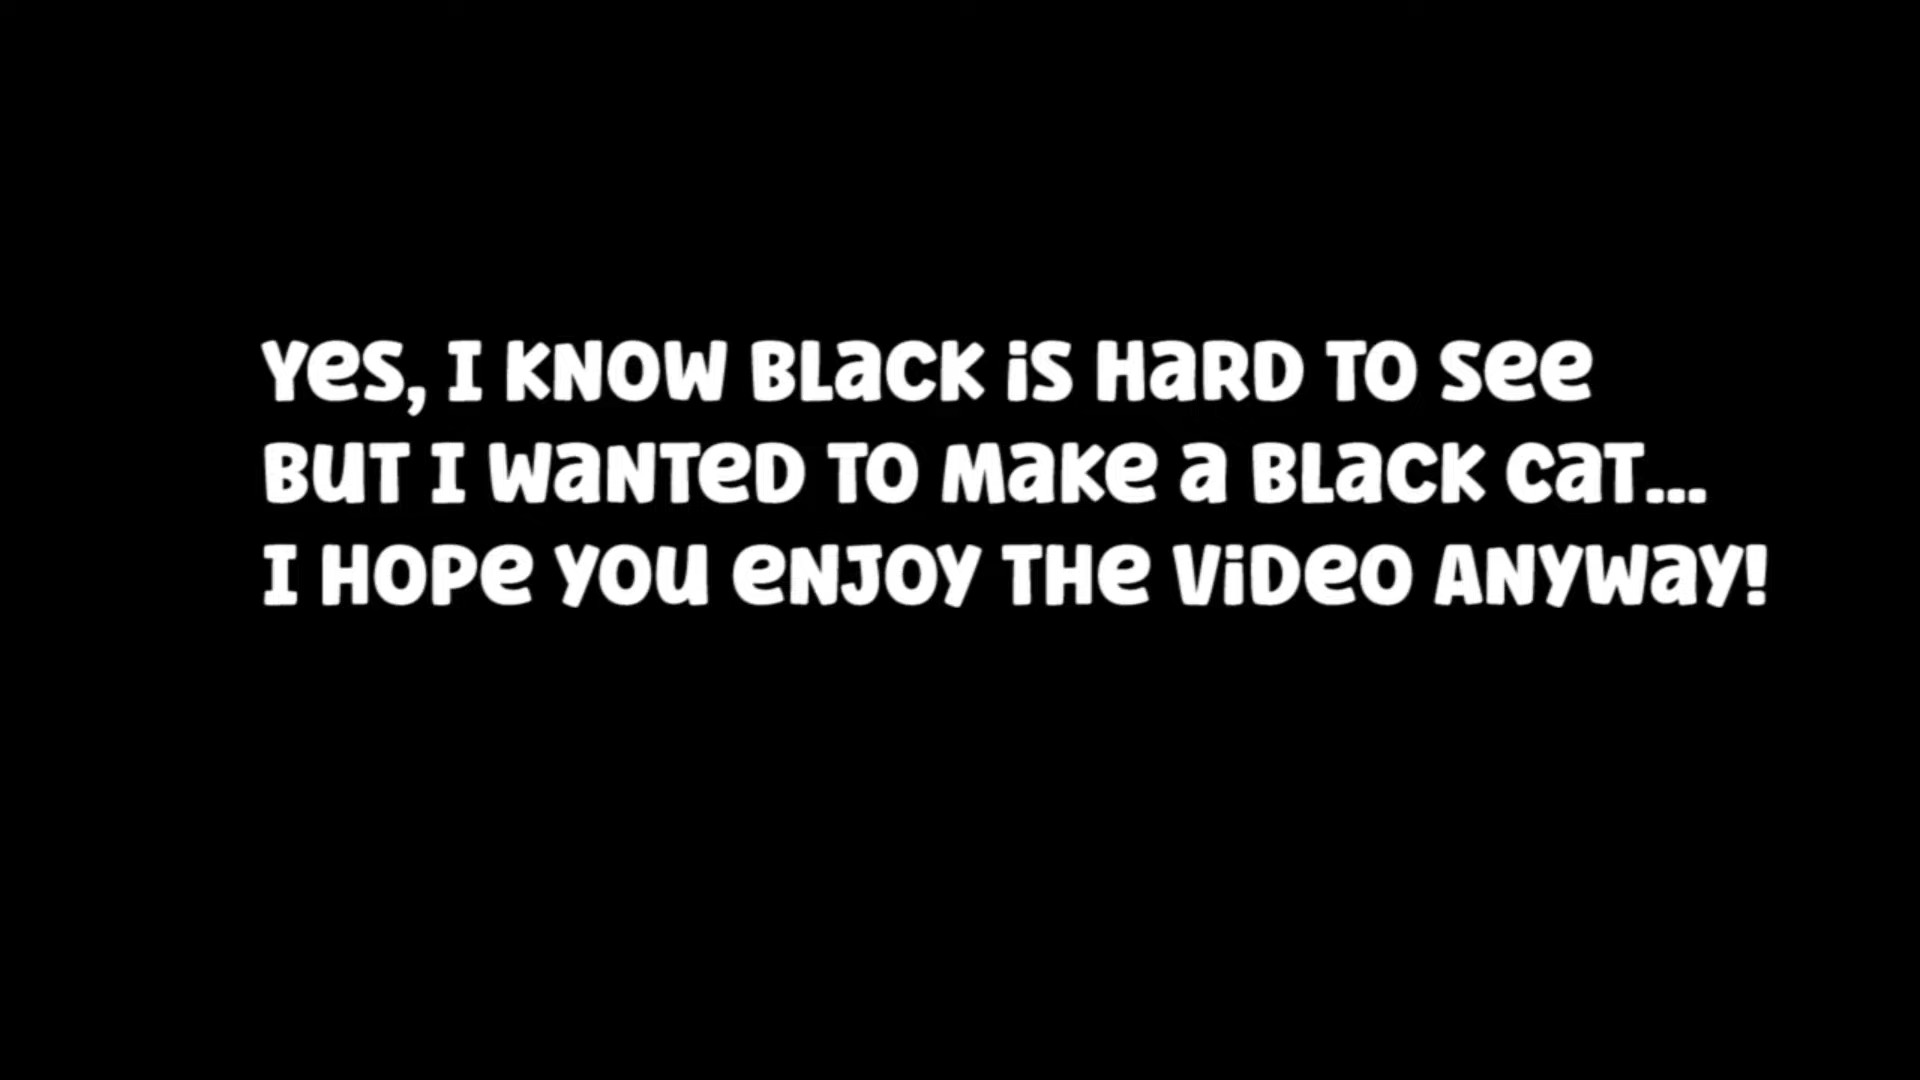 Yes, I know black is hard to see
but I wanted to make a black cat...
I hope you enjoy the video anyway!